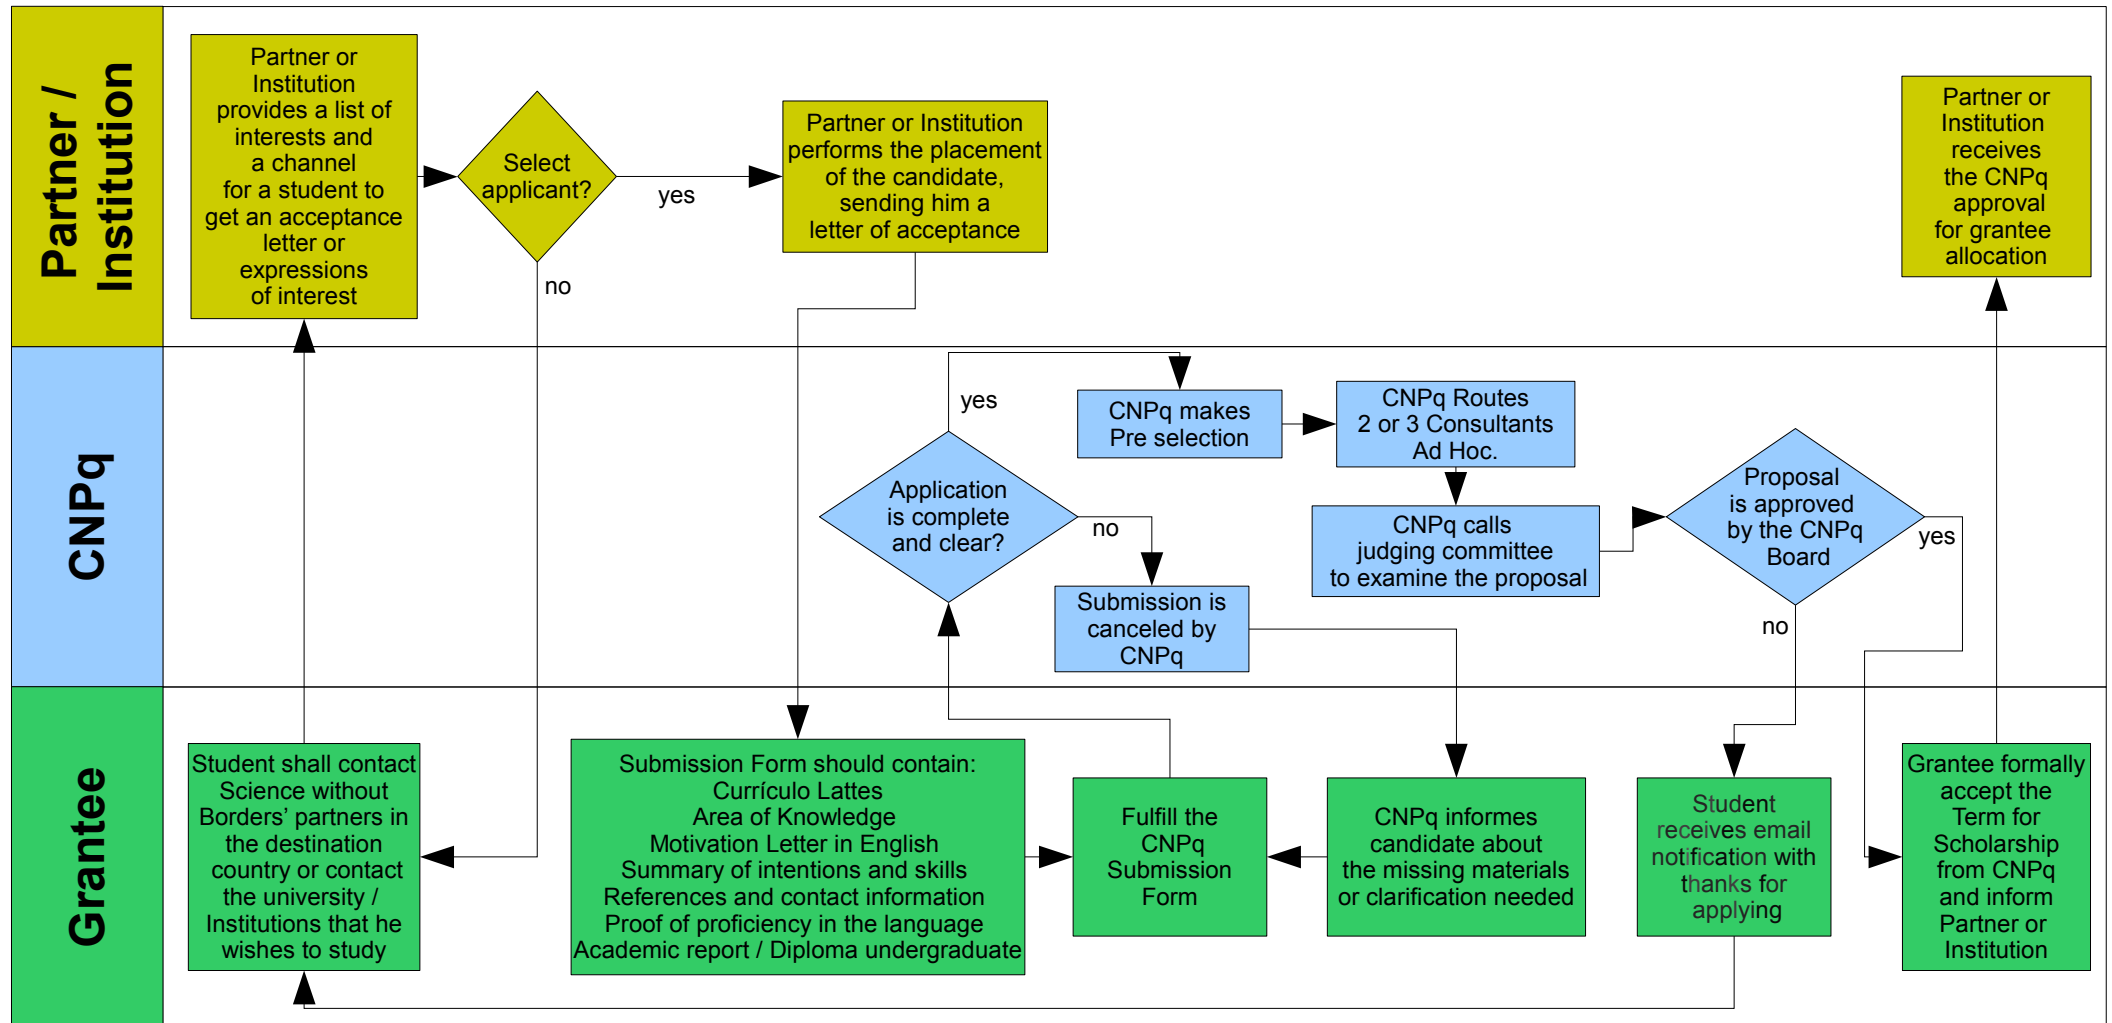 Partner /
Institution
Partner or
Institution
provides a list of
interests and
a channel
for a student to
get an acceptance
letter or
expressions
of interest
Select
applicant?
yes
no
Partner or Institution
performs the placement
of the candidate,
sending him a
letter of acceptance
Partner or
Institution
receives
the CNPq
approval
for grantee
allocation
CNPq
Application
is complete
and clear?
yes
no
CNPq makes
Pre selection
CNPq Routes
2 or 3 Consultants
Ad Hoc.
CNPq calls
judging committee
to examine the proposal
Submission is
canceled by
CNPq
Proposal
is approved
by the CNPq
Board
yes
no
Grantee
Student shall contact
Science without
Borders’ partners in
the destination
country or contact
the university /
Institutions that he
wishes to study
Submission Form should contain:
Currículo Lattes
Area of Knowledge
Motivation Letter in English
Summary of intentions and skills
References and contact information
Proof of proficiency in the language
Academic report / Diploma undergraduate
Fulfill the
CNPq
Submission
Form
CNPq informes
candidate about
the missing materials
or clarification needed
Student
receives email
notification with
thanks for
applying
Grantee formally
accept the
Term for
Scholarship
from CNPq
and inform
Partner or
Institution